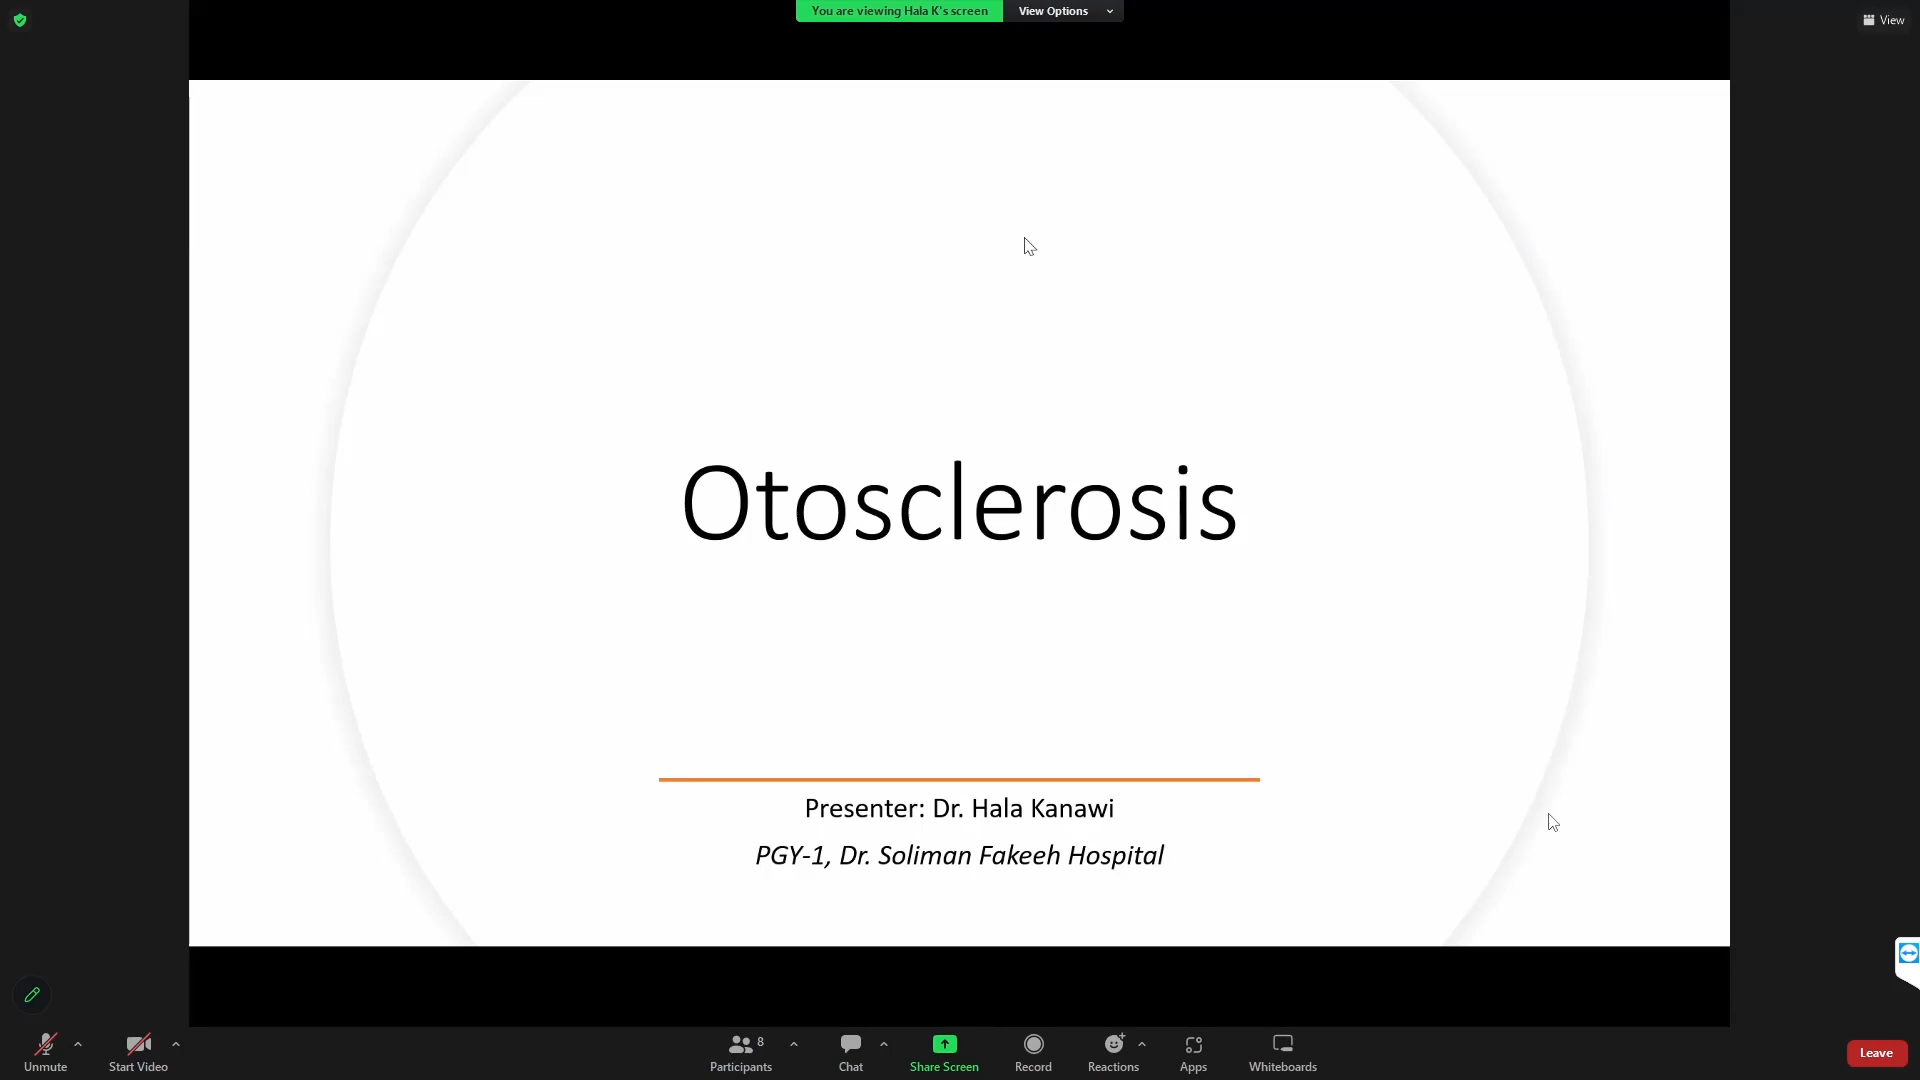 You are viewing Hala K's screen View Options
View
Otosclerosis
Presenter: Dr. Hala Kanawi
PGY-1, Dr. Soliman Fakeeh Hospital
8
Unmute Start Video Participants Chat Share Screen Record Reactions Apps Whiteboards Leave